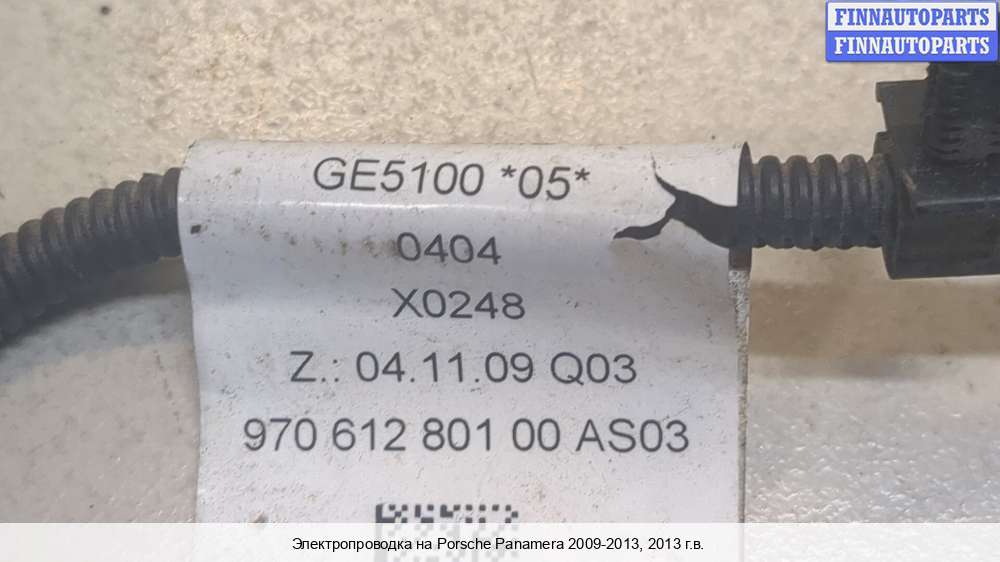 FINNAUTOPARTS
FINNAUTOPARTS
GE5100 *05*
0404
X0248
Z.: 04.11.09 Q03
970 612 801 00 AS03
Электропроводка на Porsche Panamera 2009-2013, 2013 г.в.